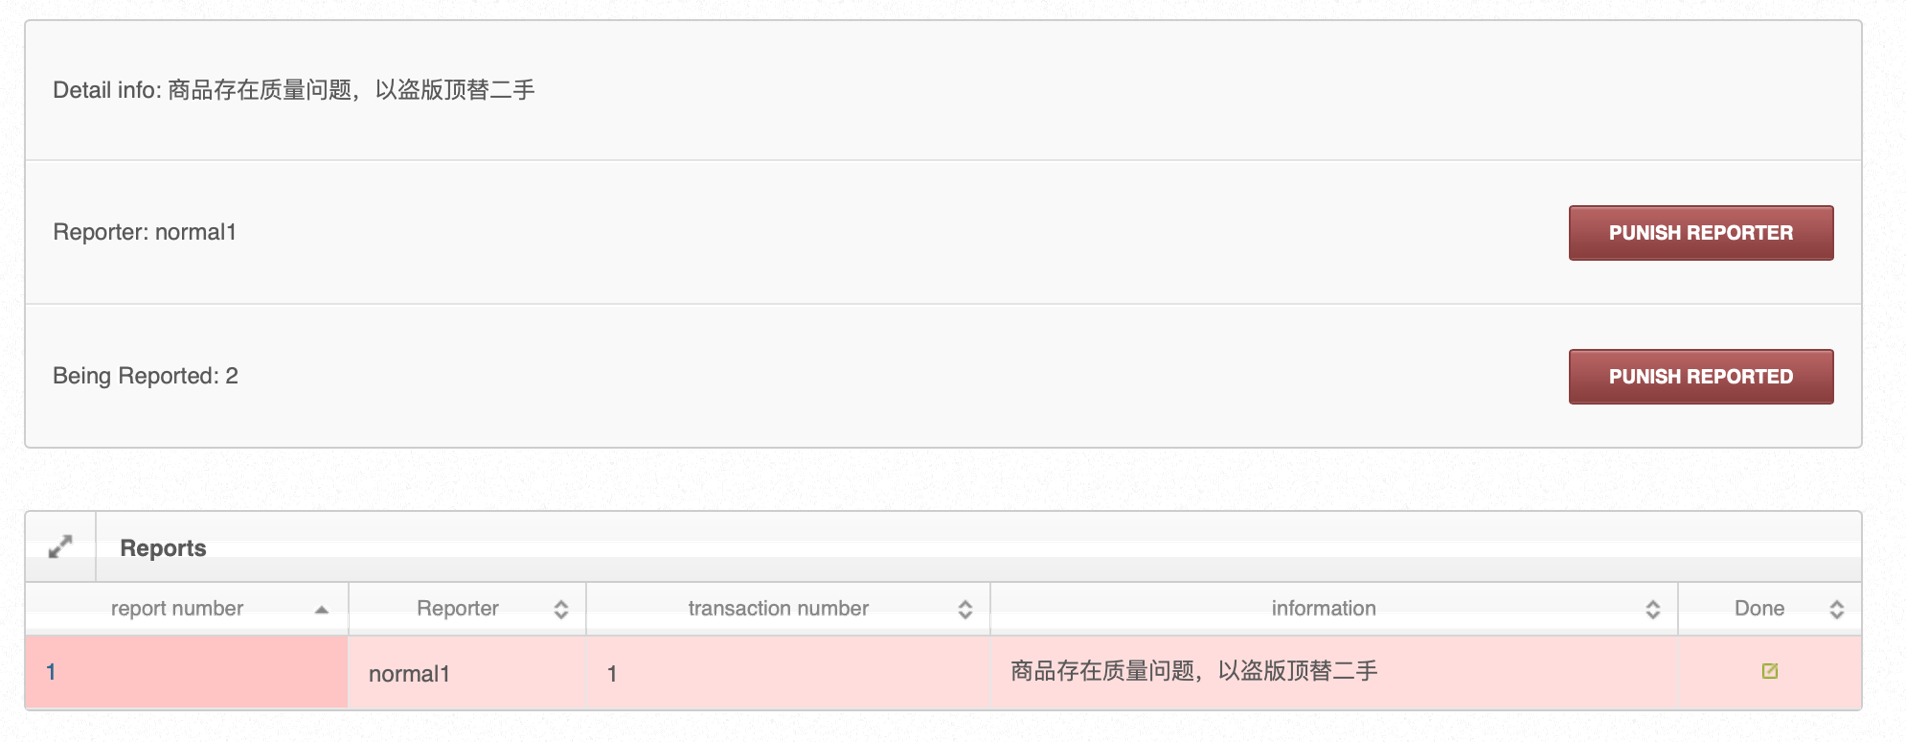 Detail info: 商品存在质量问题，以盗版顶替二手
Reporter: normal1
PUNISH REPORTER
Being Reported: 2
PUNISH REPORTED
Reports
report number Reporter transaction number information Done
1 normal1 1 商品存在质量问题，以盗版顶替二手